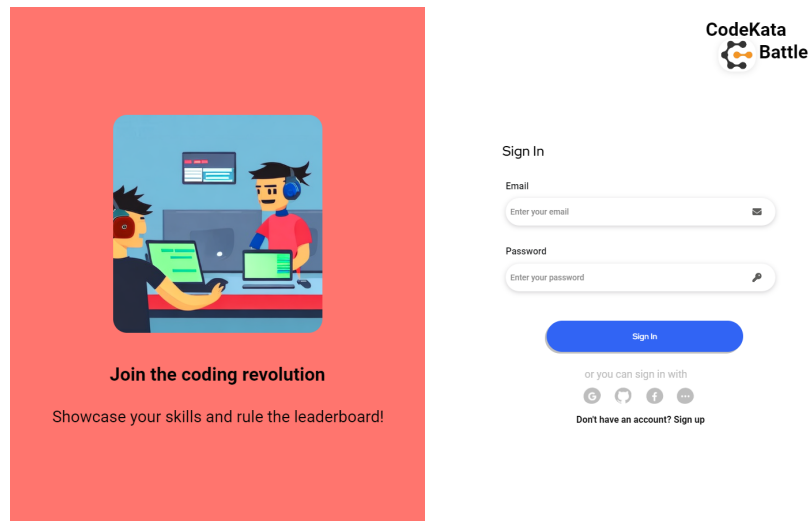 Join the coding revolution
Showcase your skills and rule the leaderboard!
CodeKata
Battle
Sign In
Email
Enter your email
Password
Enter your password
Sign In
or you can sign in with
Don't have an account? Sign up